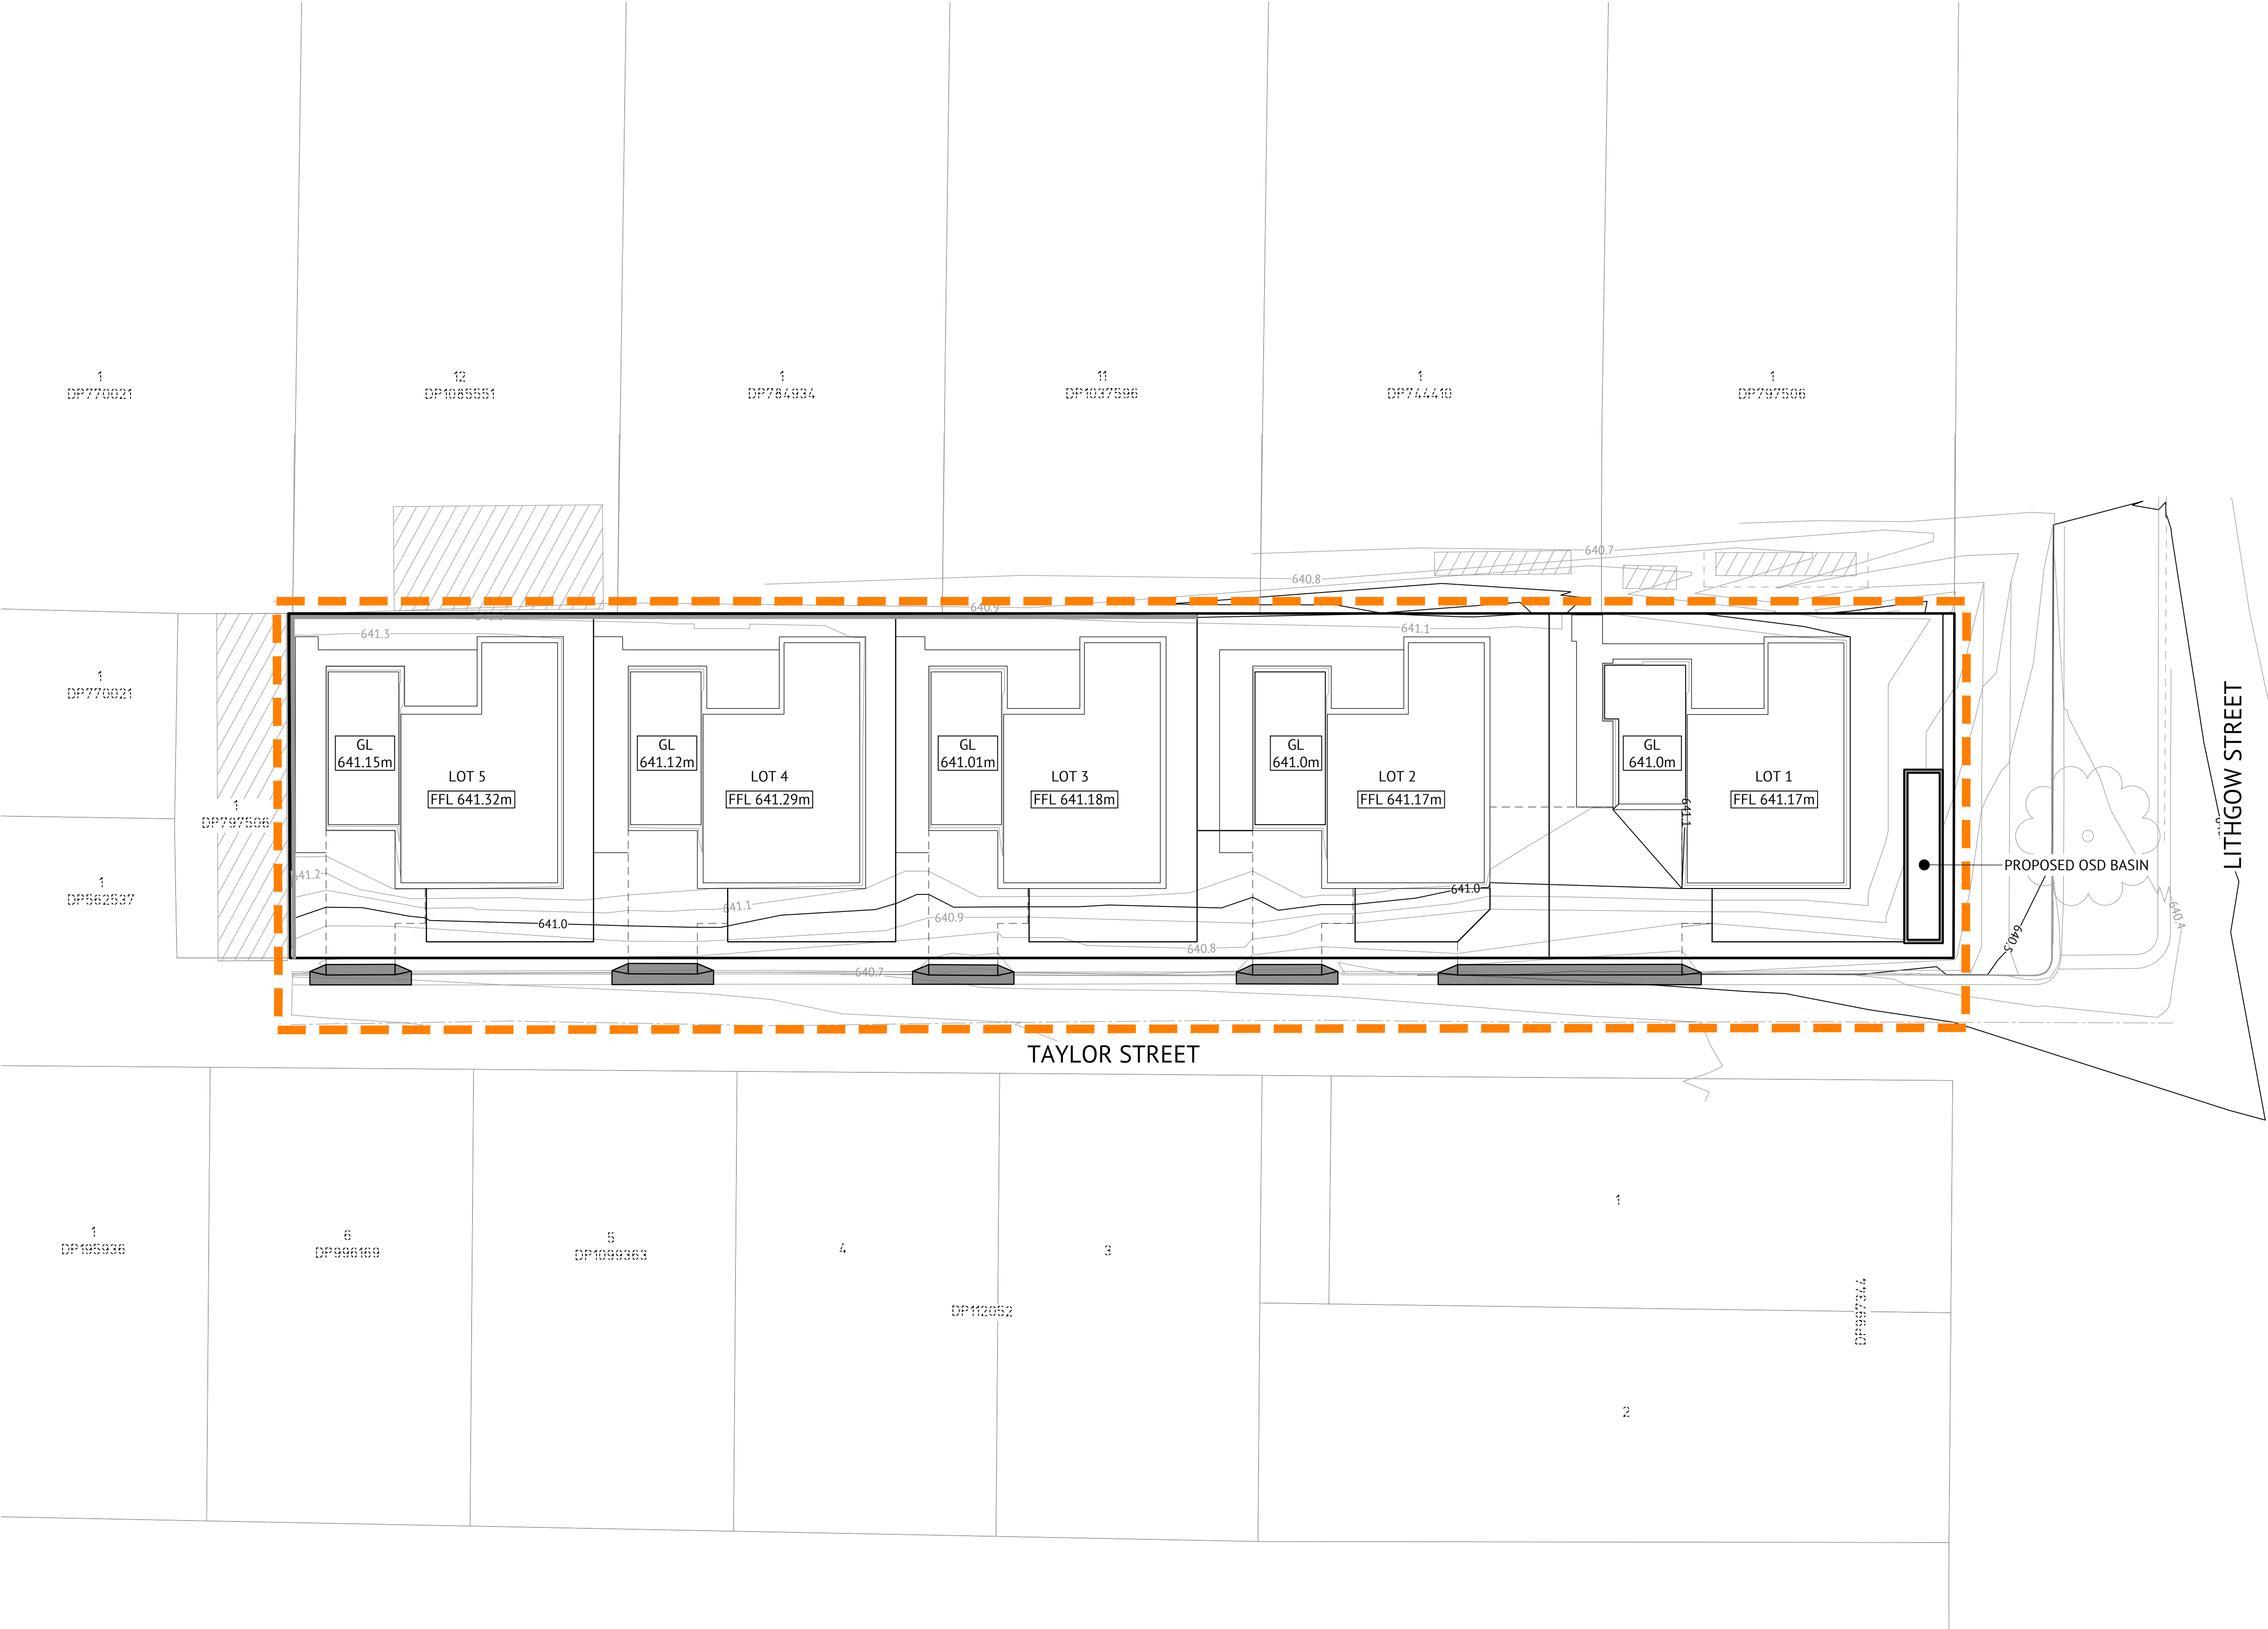 1
DP770021
12
DP1085551
1
DP784934
11
DP1037596
1
DP744410
1
DP797506
640.7
640.8
640.9
641.3
641.1
1
DP770021
GL
641.15m
LOT 5
FFL 641.32m
GL
641.12m
LOT 4
FFL 641.29m
GL
641.01m
LOT 3
FFL 641.18m
GL
641.0m
LOT 2
FFL 641.17m
GL
641.0m
LOT 1
FFL 641.17m
641.1
LITHGOW STREET
1
DP797506
PROPOSED OSD BASIN
1
DP562537
641.2
641.1
641.0
641.0
640.9
640.8
640.7
640.5
640.4
TAYLOR STREET
1
DP195936
6
DP996169
5
DP1099363
4
3
DP112052
1
DP997344
2